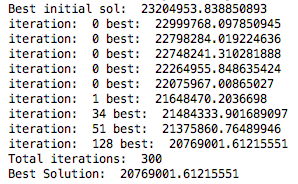 Best initial sol:  23204953.838850893
iteration:  0 best:  22999768.097850945
iteration:  0 best:  22798284.019224636
iteration:  0 best:  22748241.310281888
iteration:  0 best:  22264955.848635424
iteration:  0 best:  22075967.00865027
iteration:  1 best:  21648470.2036698
iteration:  34 best:  21484333.901689097
iteration:  51 best:  21375860.76489946
iteration:  128 best:  20769001.61215551
Total iterations:  300
Best Solution:  20769001.61215551